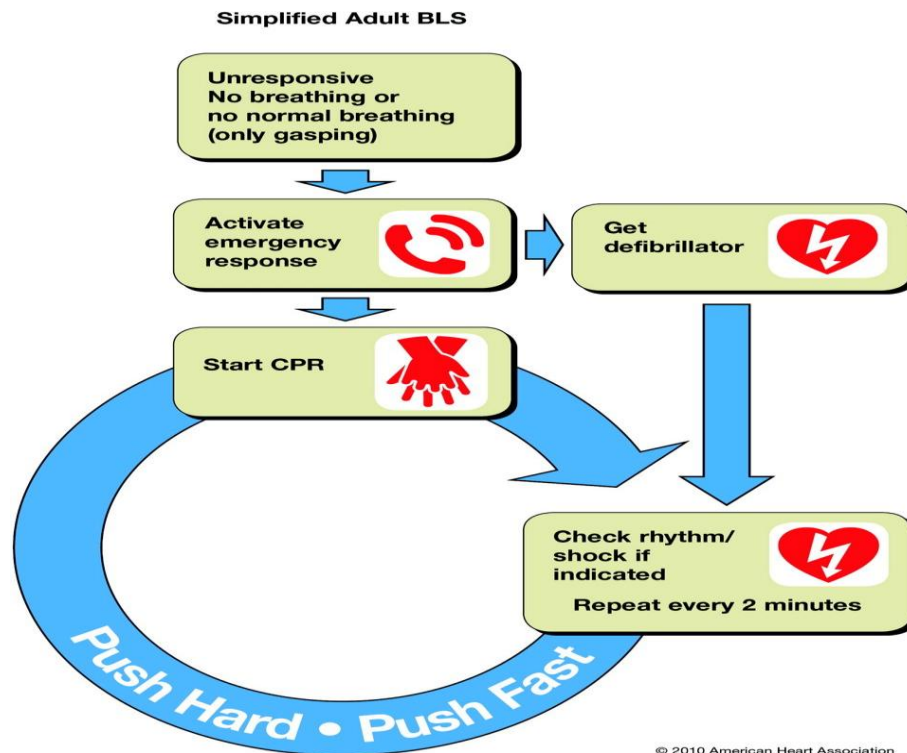 Simplified Adult BLS
Unresponsive
No breathing or
no normal breathing
(only gasping)
Activate
emergency
response
Get
defibrillator
Start CPR
Check rhythm/
shock if
indicated
Repeat every 2 minutes
Push Hard • Push Fast
© 2010 American Heart Association